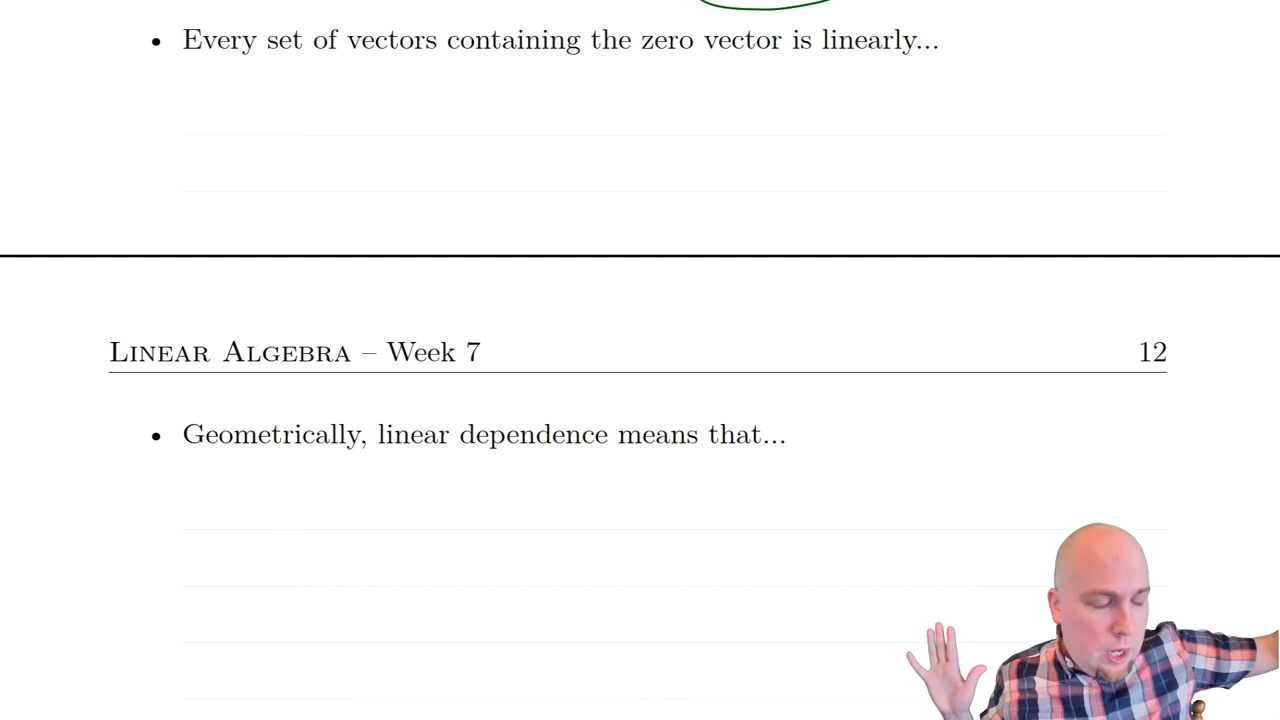 • Every set of vectors containing the zero vector is linearly...
Linear Algebra – Week 7 12
• Geometrically, linear dependence means that...